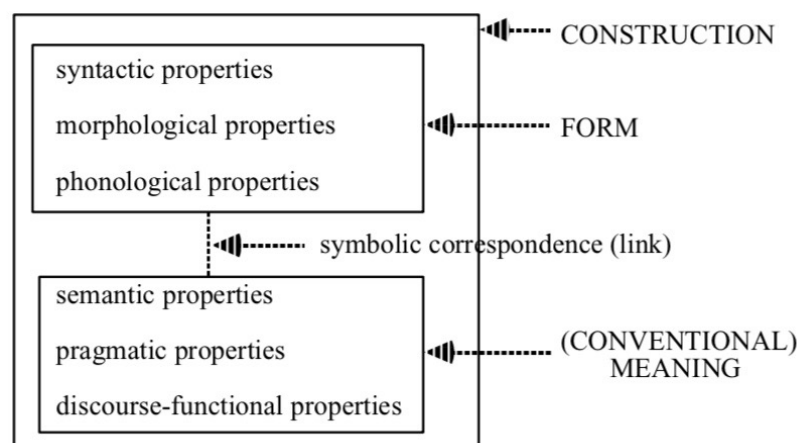 CONSTRUCTION
syntactic properties
morphological properties
FORM
phonological properties
symbolic correspondence (link)
semantic properties
pragmatic properties
(CONVENTIONAL)
MEANING
discourse-functional properties